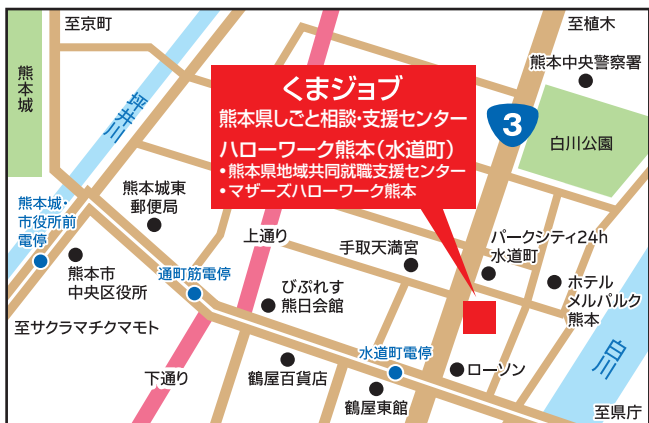 至京町
至植木
熊本城
坪井川
熊本中央警察署
くまジョブ
熊本県しごと相談・支援センター
ハローワーク熊本(水道町)
・熊本県地域共同就職支援センター
・マザーズハローワーク熊本
3
白川公園
熊本城東
郵便局
熊本城・
市役所前
電停
上通り
手取天満宮
パークシティ24h
水道町
熊本市
中央区役所
通町筋電停
びぷれす
熊日会館
ホテル
メルパルク
熊本
至サクラマチクマモト
水道町電停
白川
下通り
鶴屋百貨店
ローソン
鶴屋東館
至県庁